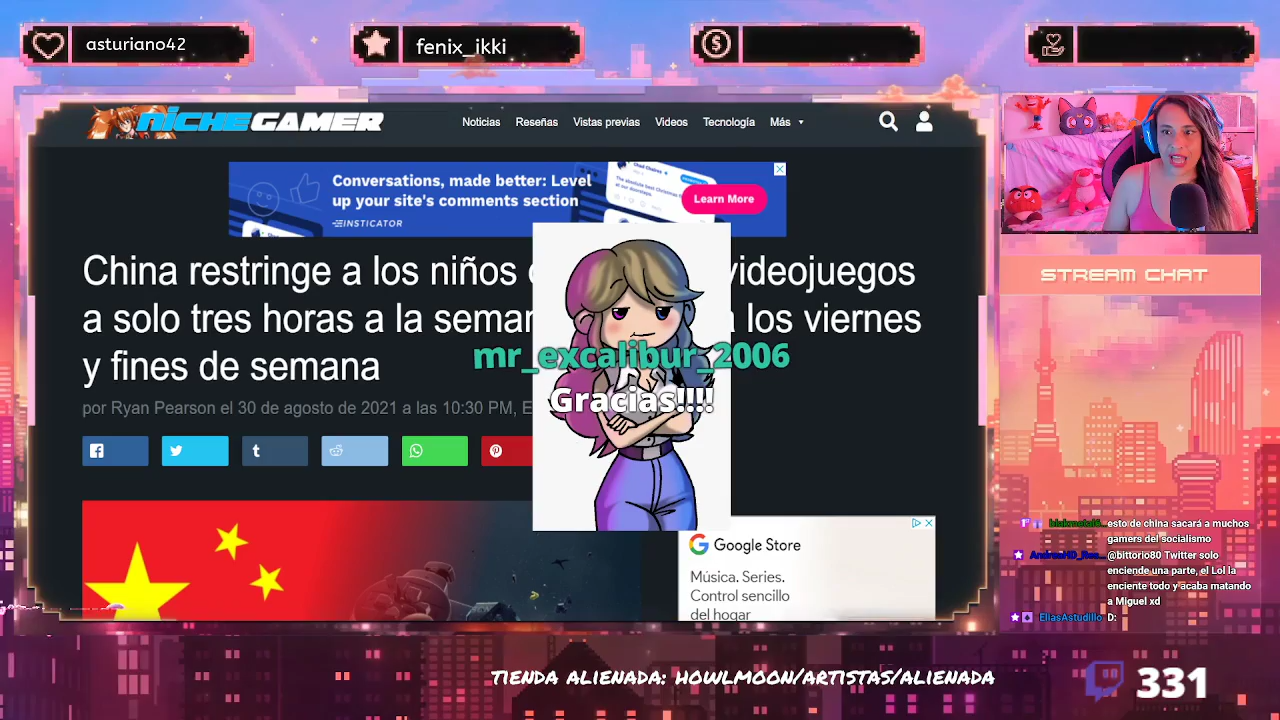 asturiano42
fenix_ikki
NICHEGAMER
Noticias Reseñas Vistas previas Videos Tecnología Más
Conversations, made better: Level
up your site's comments section
INSTICATOR
Learn More
China restringe a los niños videojuegos
a solo tres horas a la seman a los viernes
y fines de semana
por Ryan Pearson el 30 de agosto de 2021 a las 10:30 PM, E
mr_excalibur_2006
Gracias!!!!
Google Store
Música. Series.
Control sencillo
del hogar
STREAM CHAT
esto de china sacará a muchos
gamers del socialismo
@bittorio80 Twitter solo
enciende una parte, el Lol la
enciente todo y acaba matando
a Miguel xd
EliasAstudillo D:
TIENDA ALIENADA: HOWLMOON/ARTISTAS/ALIENADA
331